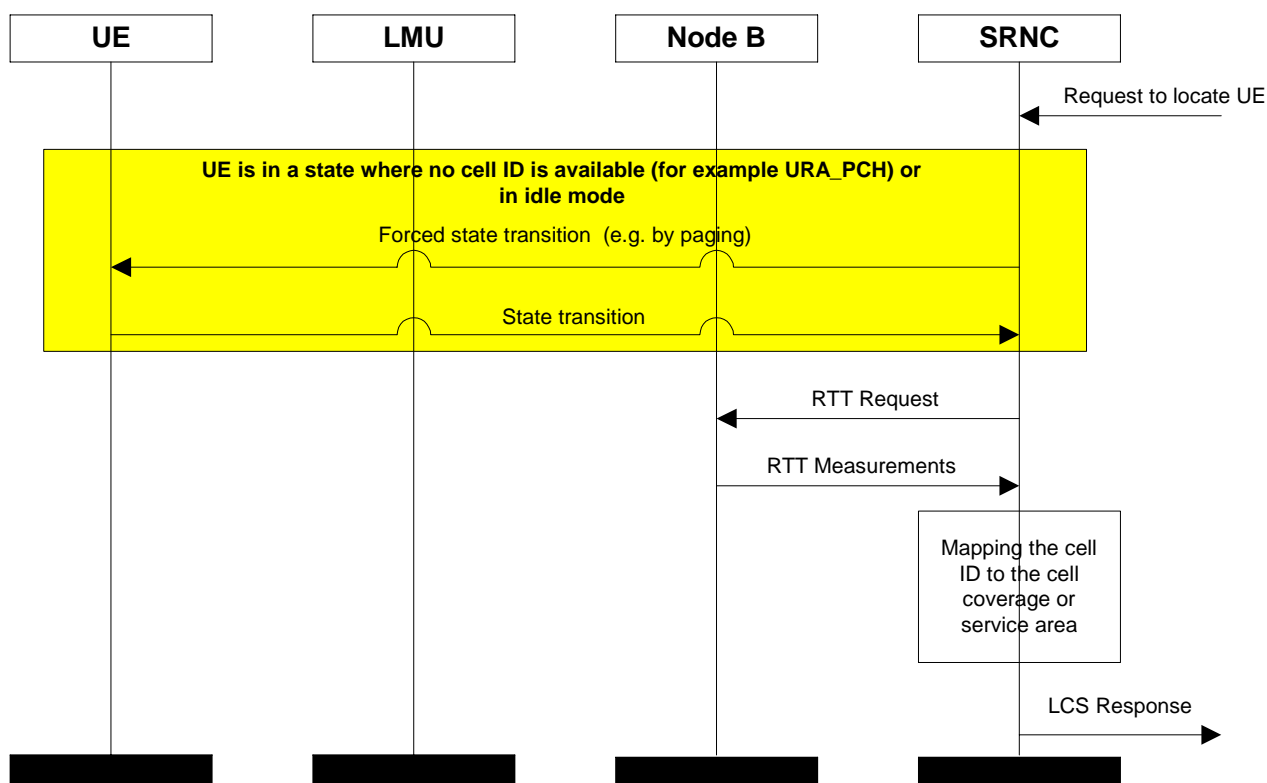 UE
LMU
Node B
SRNC
Request to locate UE
UE is in a state where no cell ID is available (for example URA_PCH) or
in idle mode
Forced state transition (e.g. by paging)
State transition
RTT Request
RTT Measurements
Mapping the cell
ID to the cell
coverage or
service area
LCS Response